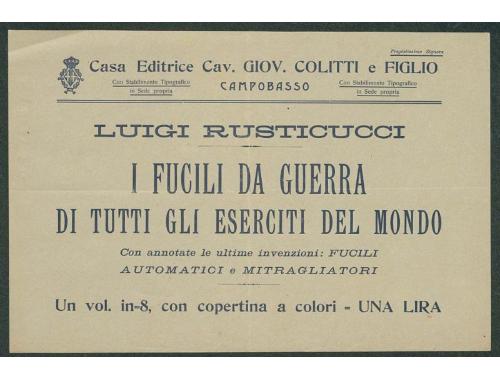 Pregiatissimo Signore
Casa Editrice Cav. GIOV. COLITTI e FIGLIO
Con Stabilimento Tipografico
in Sede propria
CAMPOBASSO
Con Stabilimento Tipografico
in Sede propria
LUIGI RUSTICUCCI
I FUCILI DA GUERRA
DI TUTTI GLI ESERCITI DEL MONDO
Con annotate le ultime invenzioni: FUCILI
AUTOMATICI e MITRAGLIATORI
Un vol. in-8, con copertina a colori - UNA LIRA